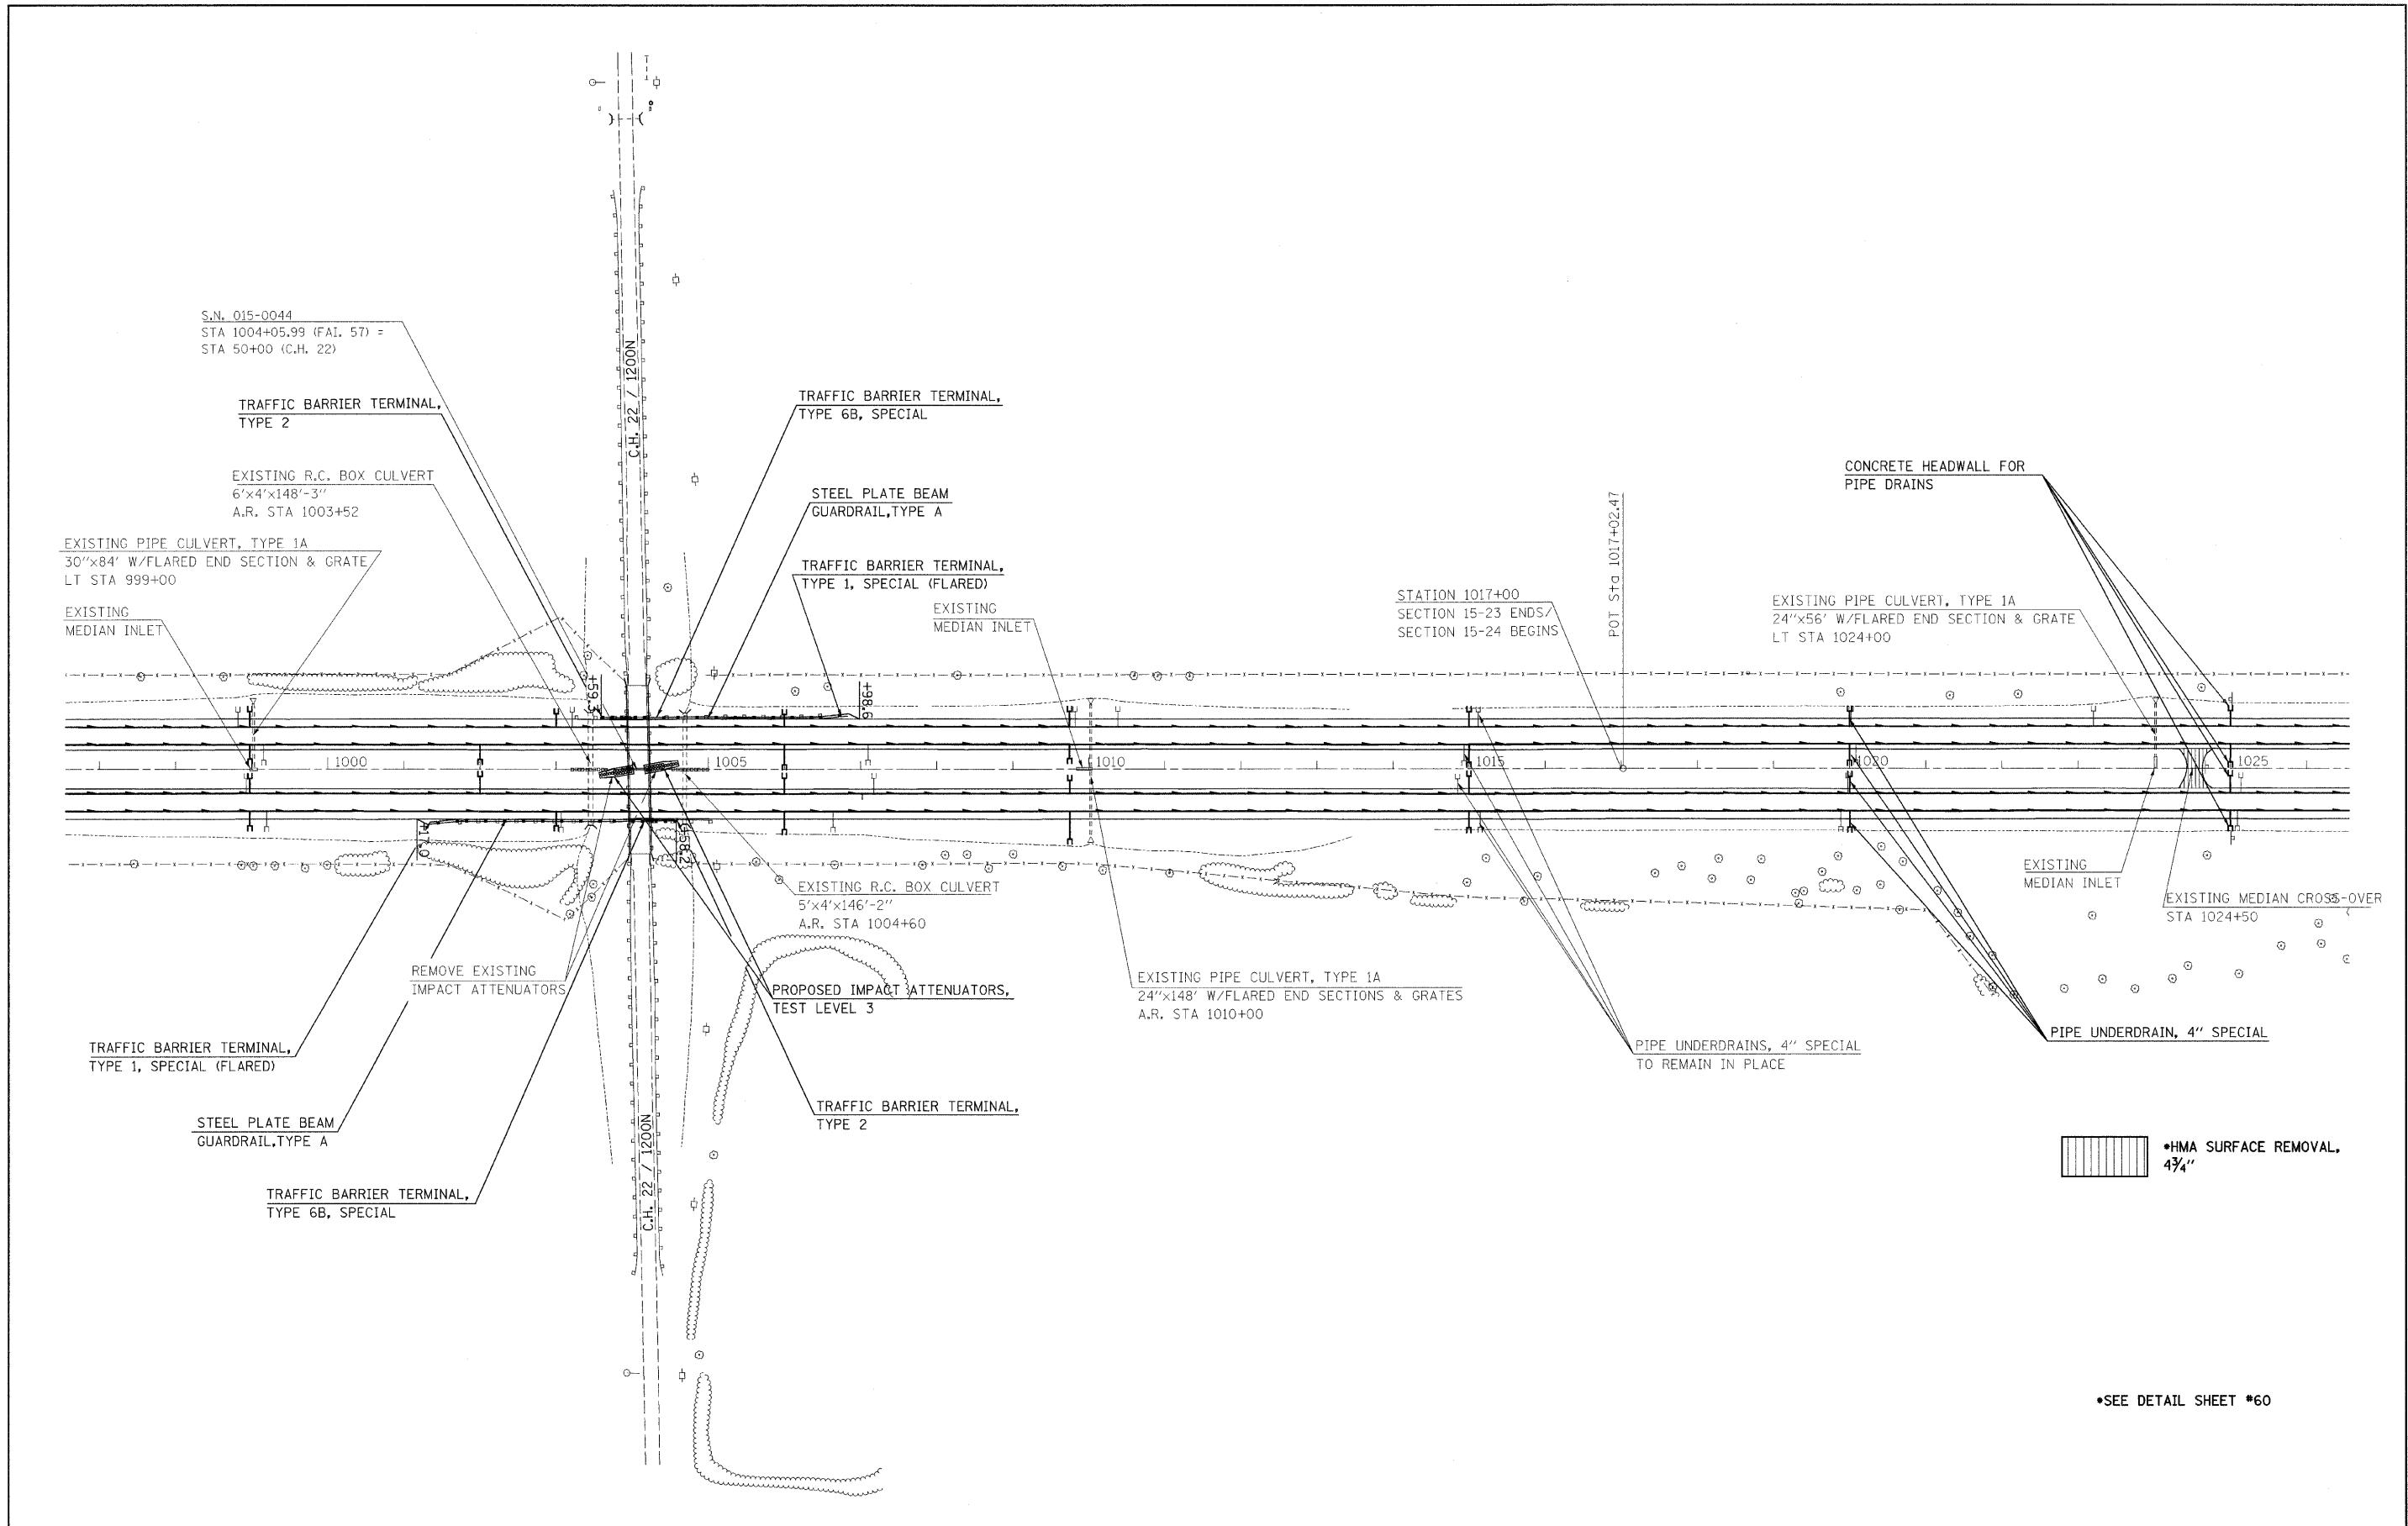 S.N. 015-0044
STA 1004+05.99 (FAI. 57) =
STA 50+00 (C.H. 22)
TRAFFIC BARRIER TERMINAL,
TYPE 2
EXISTING R.C. BOX CULVERT
6'x4'x148'-3"
A.R. STA 1003+52
EXISTING PIPE CULVERT, TYPE 1A
30"x84' W/FLARED END SECTION & GRATE
LT STA 999+00
EXISTING
MEDIAN INLET
C.H. 22 / 1200N
TRAFFIC BARRIER TERMINAL,
TYPE 6B, SPECIAL
STEEL PLATE BEAM
GUARDRAIL,TYPE A
TRAFFIC BARRIER TERMINAL,
TYPE 1, SPECIAL (FLARED)
EXISTING
MEDIAN INLET
STATION 1017+00
SECTION 15-23 ENDS/
SECTION 15-24 BEGINS
POT Sta 1017+02.47
CONCRETE HEADWALL FOR
PIPE DRAINS
EXISTING PIPE CULVERT, TYPE 1A
24"x56' W/FLARED END SECTION & GRATE
LT STA 1024+00
+59.3
+98.6
1000
1005
1010
1015
1020
1025
+17.0
+58.2
EXISTING R.C. BOX CULVERT
5'x4'x146'-2"
A.R. STA 1004+60
EXISTING
MEDIAN INLET
EXISTING MEDIAN CROSS-OVER
STA 1024+50
REMOVE EXISTING
IMPACT ATTENUATORS
PROPOSED IMPACT ATTENUATORS,
TEST LEVEL 3
EXISTING PIPE CULVERT, TYPE 1A
24"x148' W/FLARED END SECTIONS & GRATES
A.R. STA 1010+00
PIPE UNDERDRAINS, 4" SPECIAL
TO REMAIN IN PLACE
PIPE UNDERDRAIN, 4" SPECIAL
TRAFFIC BARRIER TERMINAL,
TYPE 1, SPECIAL (FLARED)
STEEL PLATE BEAM
GUARDRAIL,TYPE A
TRAFFIC BARRIER TERMINAL,
TYPE 2
TRAFFIC BARRIER TERMINAL,
TYPE 6B, SPECIAL
C.H. 22 / 1200N
*HMA SURFACE REMOVAL,
4¾"
*SEE DETAIL SHEET #60